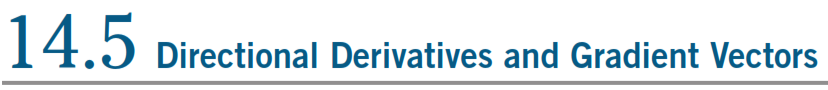 14.5 Directional Derivatives and Gradient Vectors